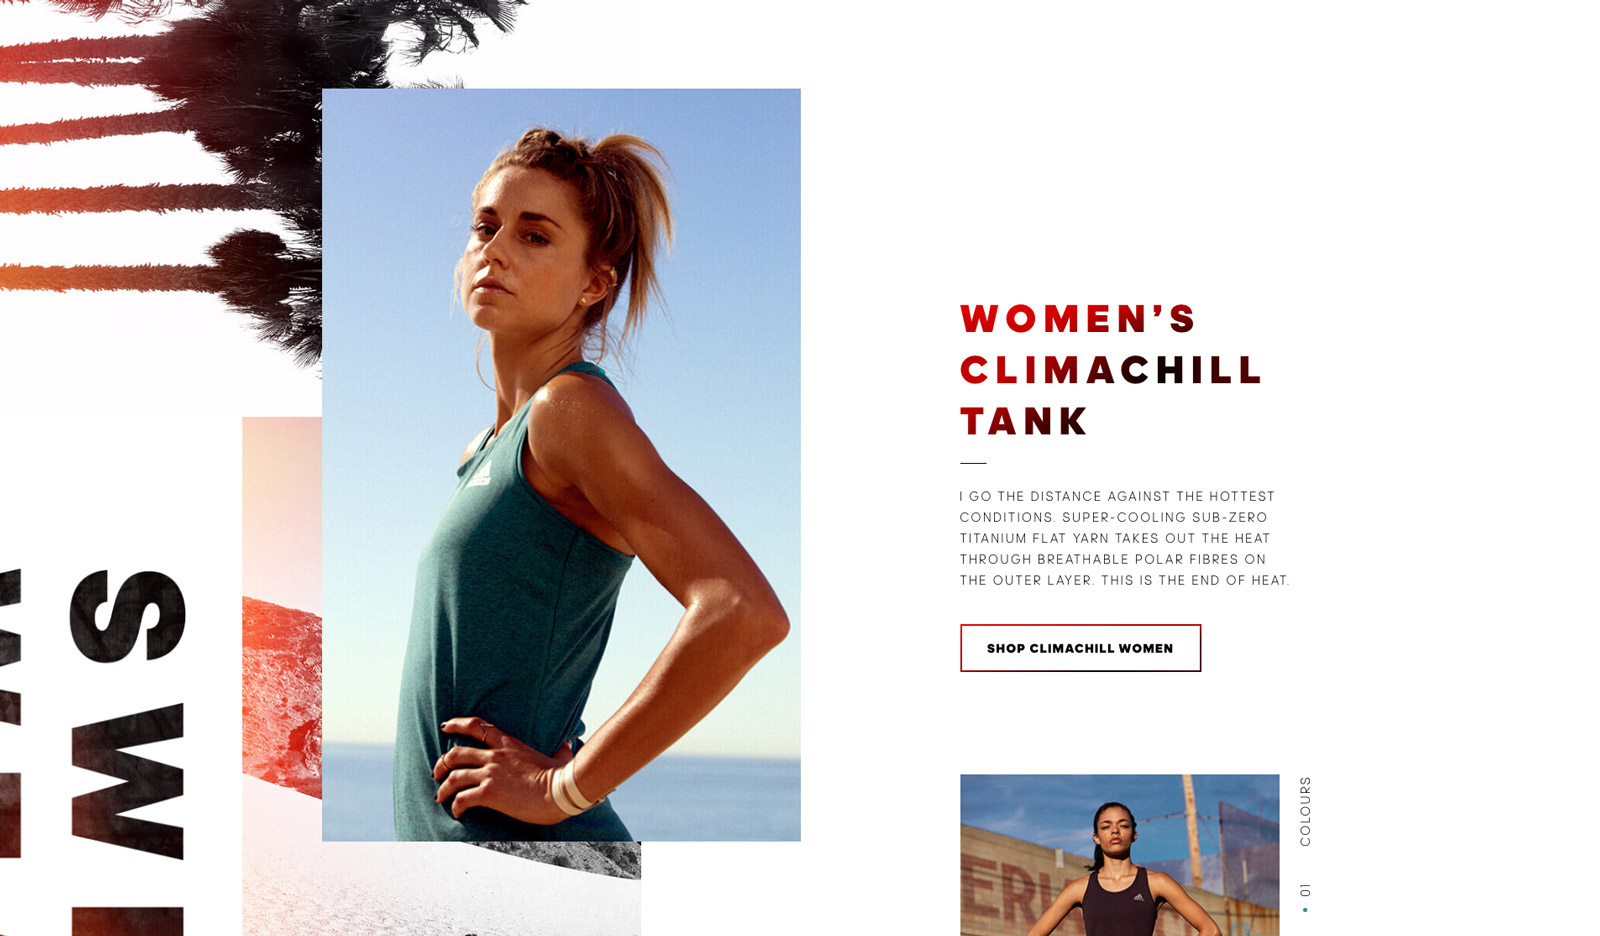 WOMEN'S
CLIMACHILL
TANK
I GO THE DISTANCE AGAINST THE HOTTEST
CONDITIONS. SUPER-COOLING SUB-ZERO
TITANIUM FLAT YARN TAKES OUT THE HEAT
THROUGH BREATHABLE POLAR FIBRES ON
THE OUTER LAYER. THIS IS THE END OF HEAT.
SHOP CLIMACHILL WOMEN
COLOURS
01
adidas